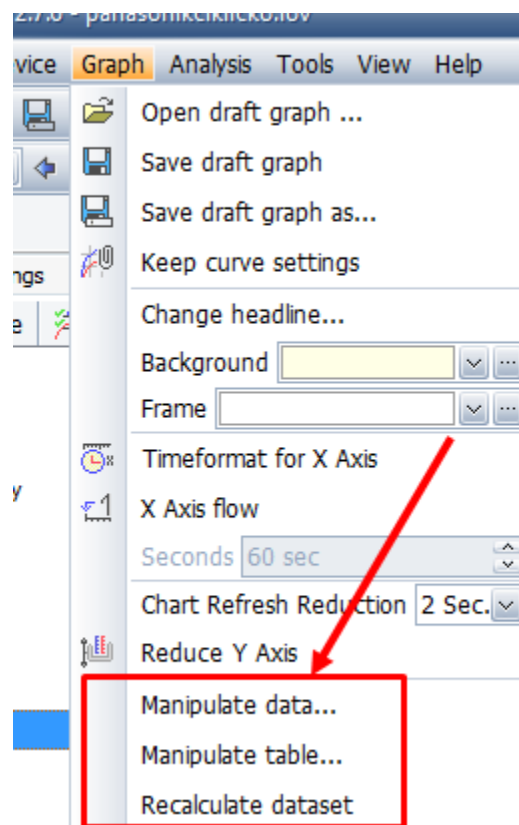 2.7.0 - panasonikciklicko.lov
vice Graph Analysis Tools View Help
Open draft graph ...
Save draft graph
Save draft graph as...
Keep curve settings
ngs
Change headline...
e
Background
Frame
Timeformat for X Axis
y
X Axis flow
Seconds 60 sec
Chart Refresh Reduction 2 Sec.
Reduce Y Axis
Manipulate data...
Manipulate table...
Recalculate dataset